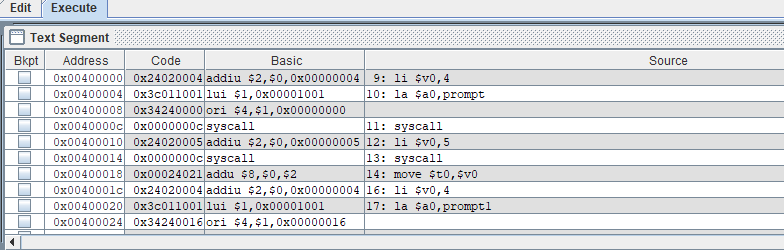 Edit Execute
Text Segment
Bkpt Address Code Basic Source
0x00400000 0x24020004 addiu $2,$0,0x00000004 9: li $v0,4
0x00400004 0x3c011001 lui $1,0x00001001 10: la $a0,prompt
0x00400008 0x34240000 ori $4,$1,0x00000000
0x0040000c 0x0000000c syscall 11: syscall
0x00400010 0x24020005 addiu $2,$0,0x00000005 12: li $v0,5
0x00400014 0x0000000c syscall 13: syscall
0x00400018 0x00024021 addu $8,$0,$2 14: move $t0,$v0
0x0040001c 0x24020004 addiu $2,$0,0x00000004 16: li $v0,4
0x00400020 0x3c011001 lui $1,0x00001001 17: la $a0,prompt1
0x00400024 0x34240016 ori $4,$1,0x00000016